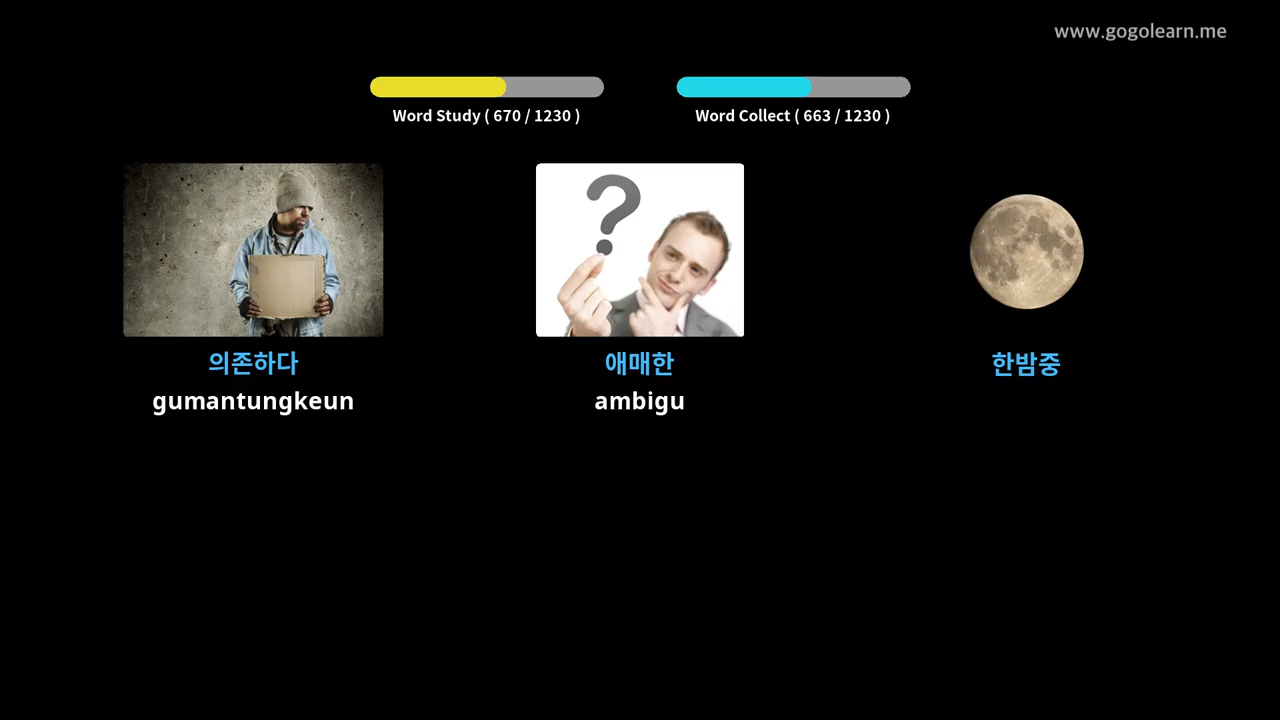 www.gogolearn.me
Word Study ( 670 / 1230 )
Word Collect ( 663 / 1230 )
의존하다
gumantungkeun
애매한
ambigu
한밤중